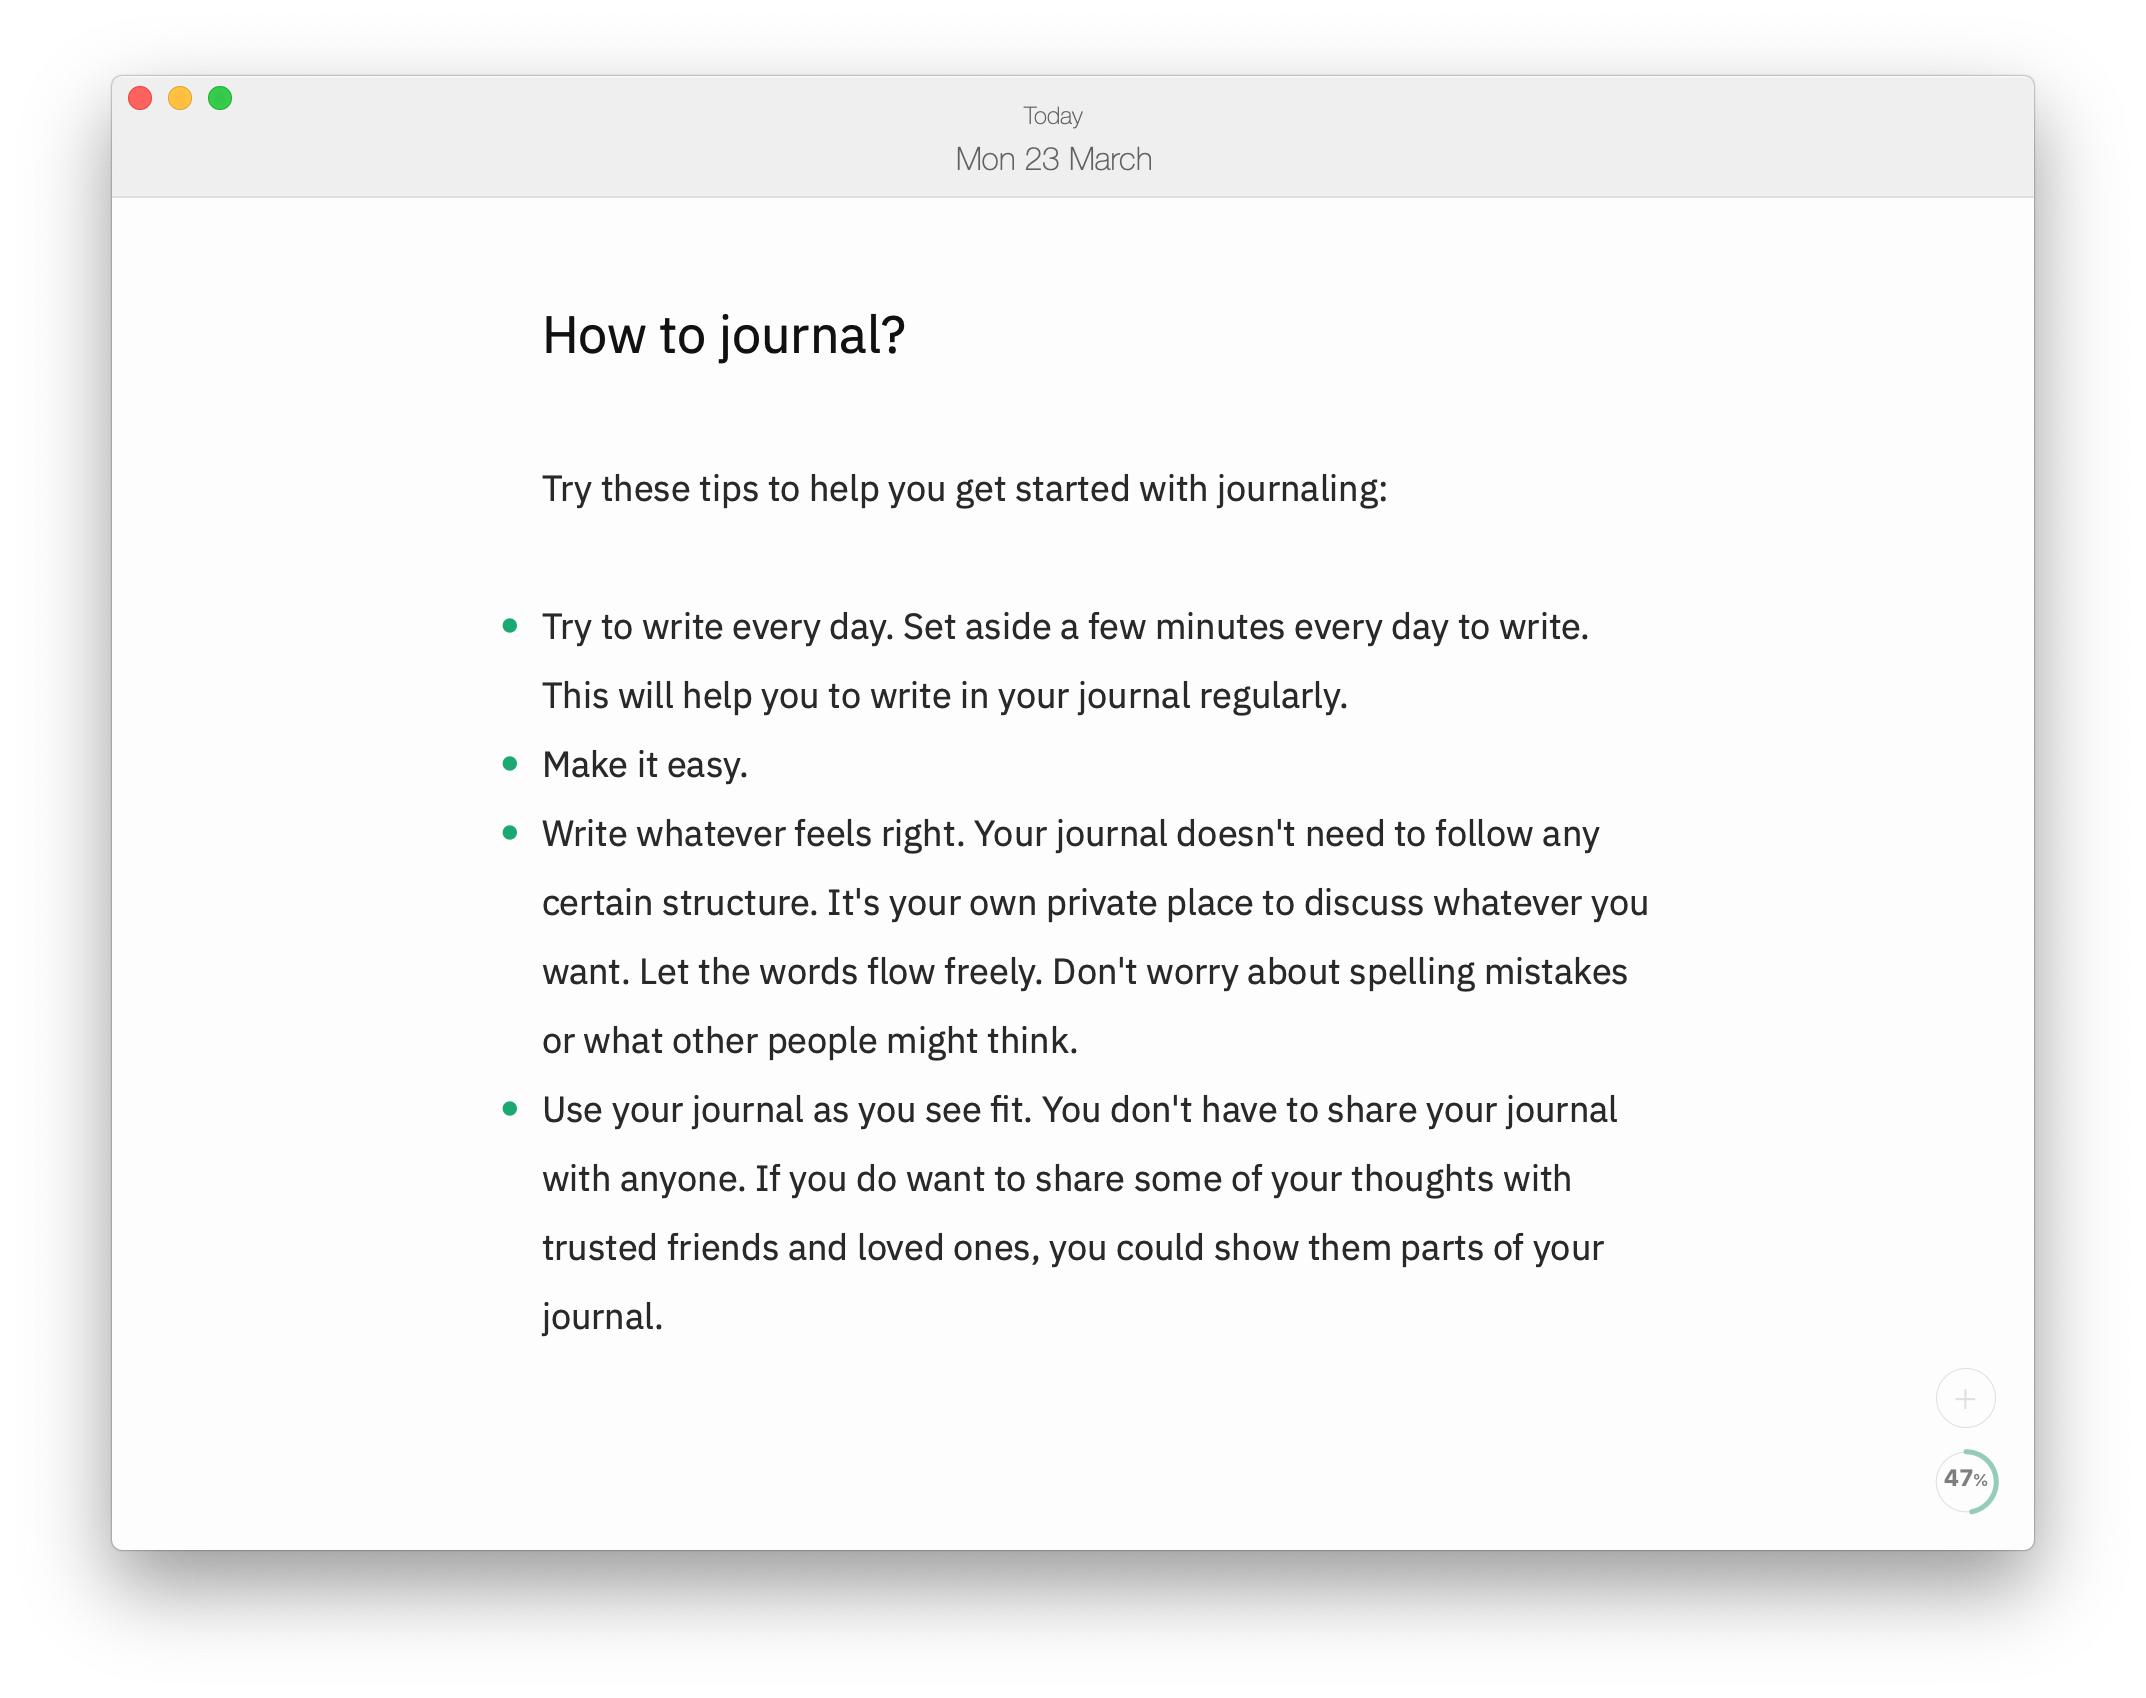 Today
Mon 23 March
How to journal?
Try these tips to help you get started with journaling:
Try to write every day. Set aside a few minutes every day to write.
This will help you to write in your journal regularly.
Make it easy.
Write whatever feels right. Your journal doesn't need to follow any
certain structure. It's your own private place to discuss whatever you
want. Let the words flow freely. Don't worry about spelling mistakes
or what other people might think.
Use your journal as you see fit. You don't have to share your journal
with anyone. If you do want to share some of your thoughts with
trusted friends and loved ones, you could show them parts of your
journal.
+
47%